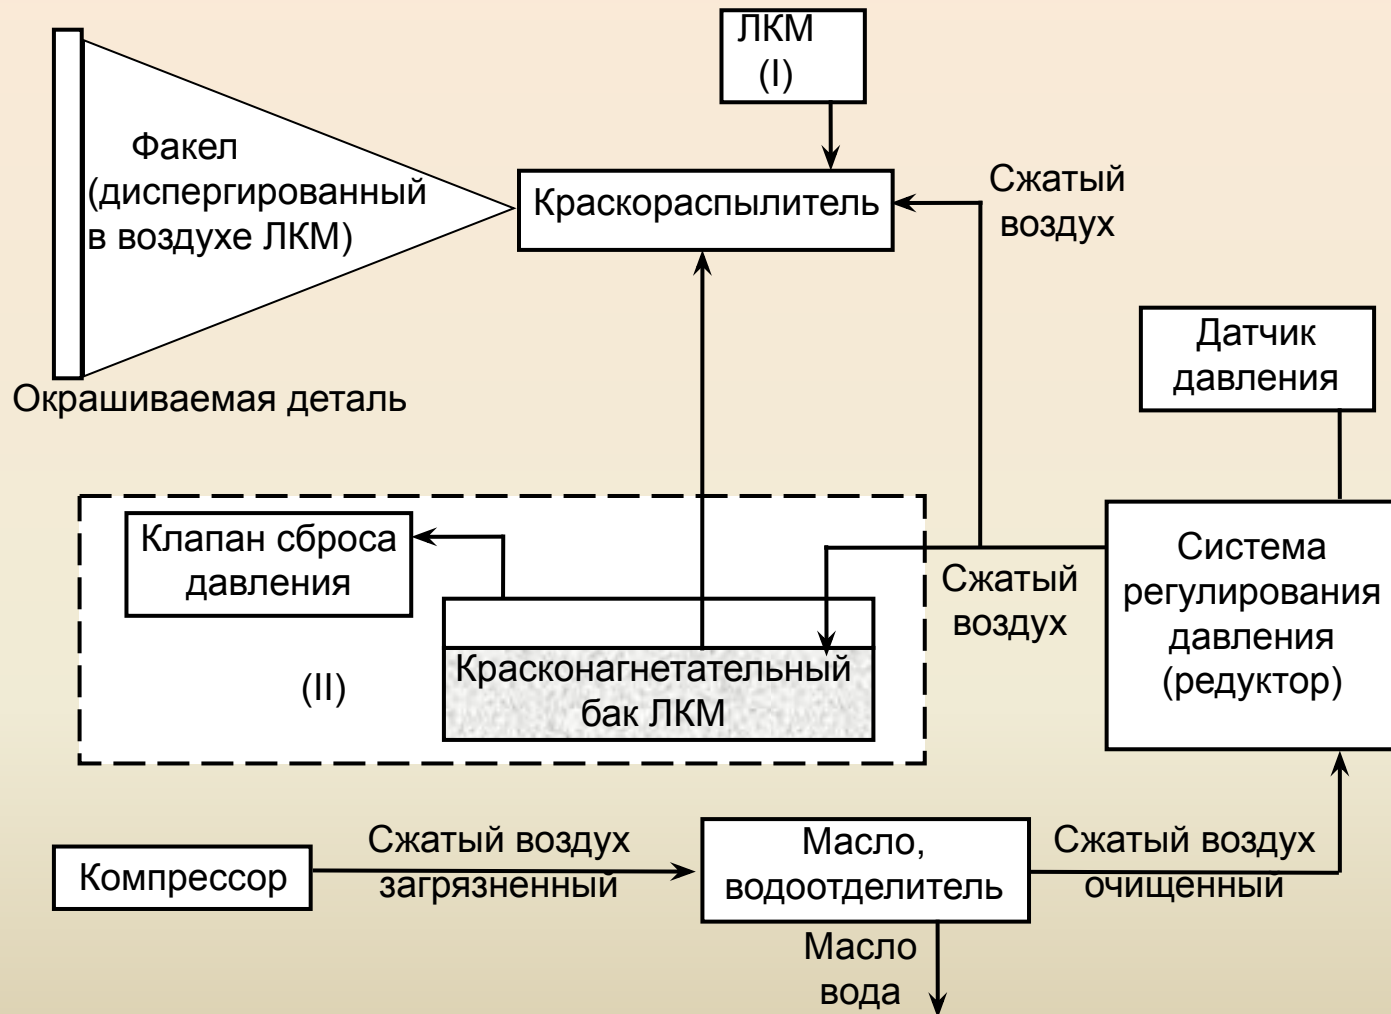 ЛКМ
(I)
Факел
(диспергированный
в воздухе ЛКМ)
Краскораспылитель
Сжатый
воздух
Окрашиваемая деталь
Датчик
давления
Клапан сброса
давления
(II)
Красконагнетательный
бак ЛКМ
Сжатый
воздух
Система
регулирования
давления
(редуктор)
Компрессор
Сжатый воздух
загрязненный
Масло,
водоотделитель
Сжатый воздух
очищенный
Масло
вода